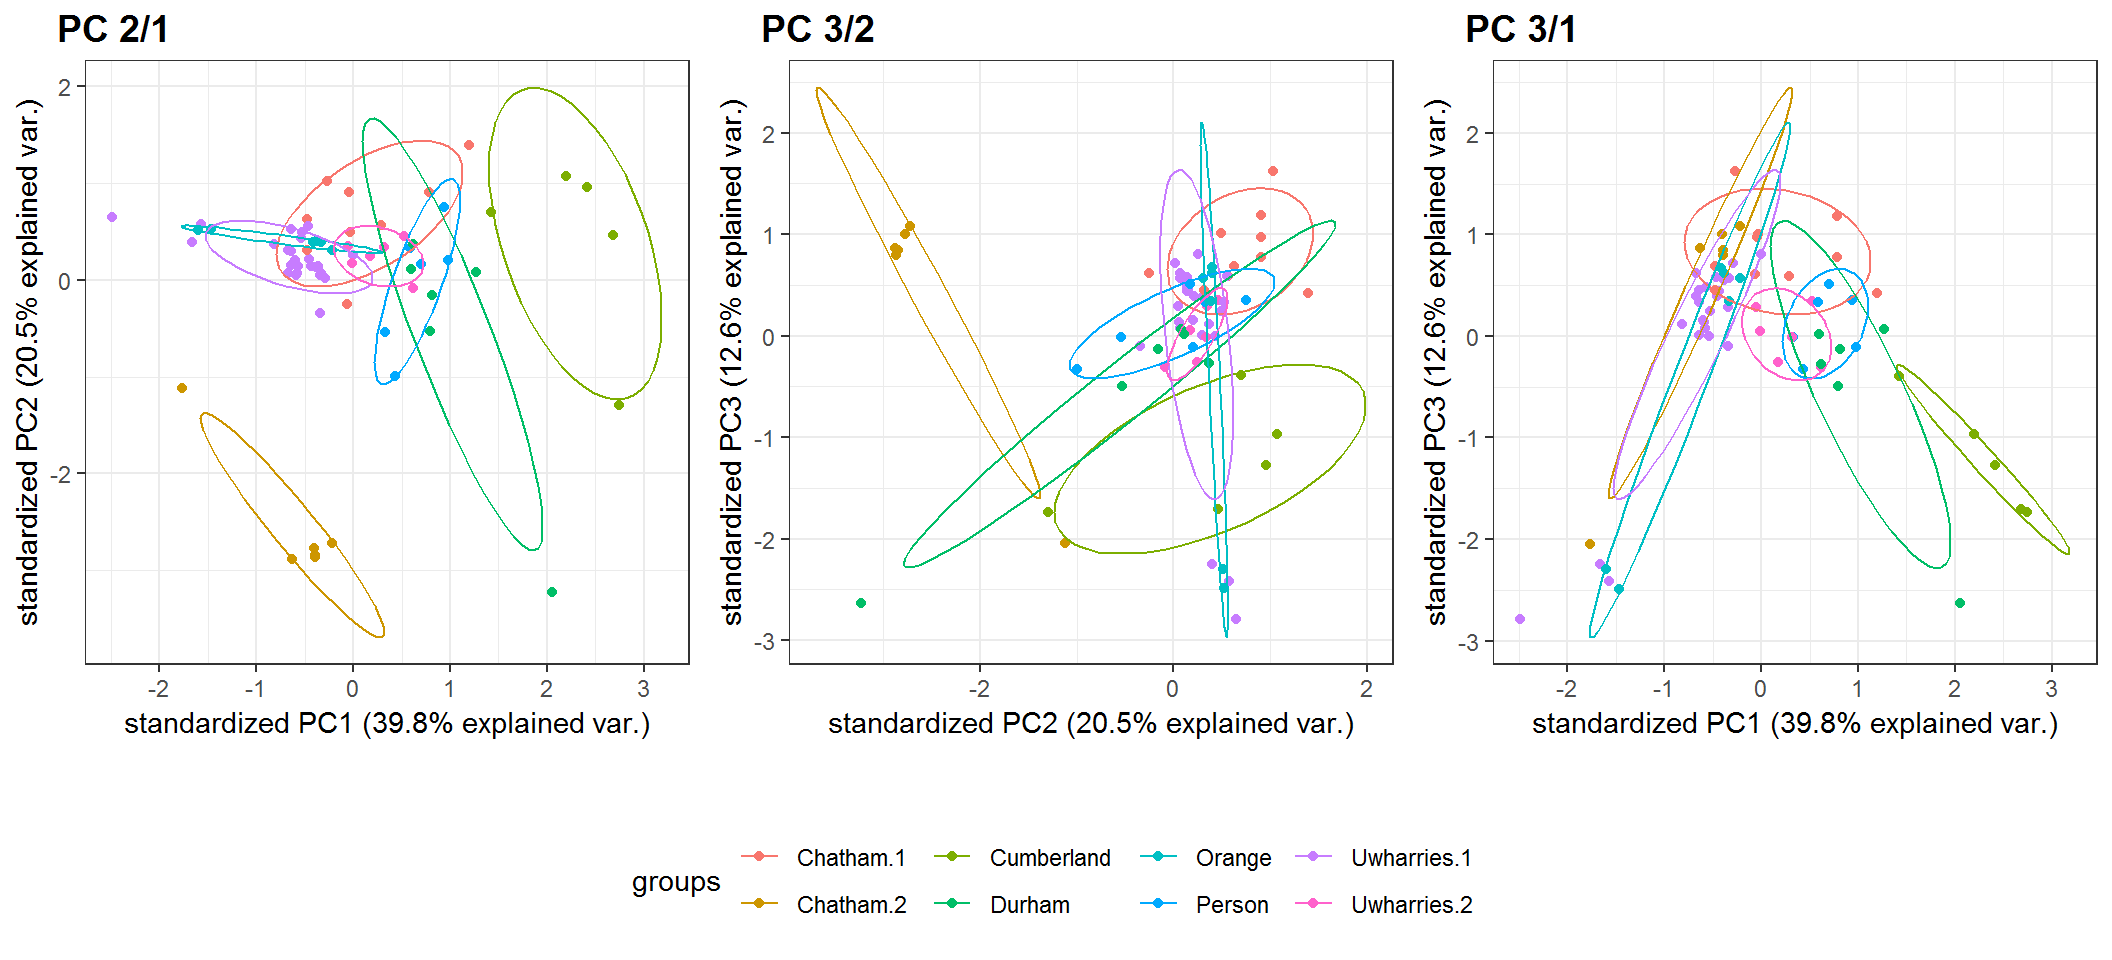 PC 2/1
PC 3/2
PC 3/1
standardized PC2 (20.5% explained var.)
2
0
-2
-2 -1 0 1 2 3
standardized PC1 (39.8% explained var.)
standardized PC3 (12.6% explained var.)
2
1
0
-1
-2
-3
-2 0 2
standardized PC2 (20.5% explained var.)
standardized PC3 (12.6% explained var.)
2
1
0
-1
-2
-3
-2 -1 0 1 2 3
standardized PC1 (39.8% explained var.)
groups
Chatham.1 Cumberland Orange Uwharries.1
Chatham.2 Durham Person Uwharries.2